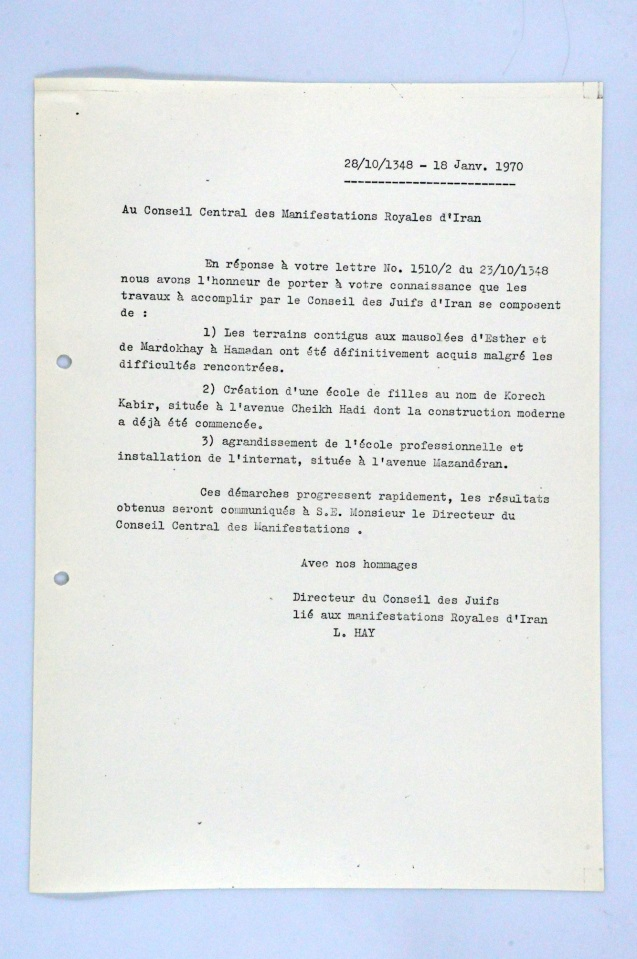 28/10/1348 - 18 Janv. 1970
Au Conseil Central des Manifestations Royales d'Iran
En réponse à votre lettre No. 1510/2 du 23/10/1348
nous avons l'honneur de porter à votre connaissance que les
travaux à accomplir par le Conseil des Juifs d'Iran se composent
de :
1) Les terrains contigus aux mausolées d'Esther et
de Mardokhay à Hamadan ont été définitivement acquis malgré les
difficultés rencontrées.
2) Création d'une école de filles au nom de Korech
Kabir, située à l'avenue Cheikh Hadi dont la construction moderne
a déjà été commencée.
3) agrandissement de l'école professionnelle et
installation de l'internat, située à l'avenue Mazandéran.
Ces démarches progressent rapidement, les résultats
obtenus seront communiqués à S.E. Monsieur le Directeur du
Conseil Central des Manifestations .
Avec nos hommages
Directeur du Conseil des Juifs
lié aux manifestations Royales d'Iran
L. HAY